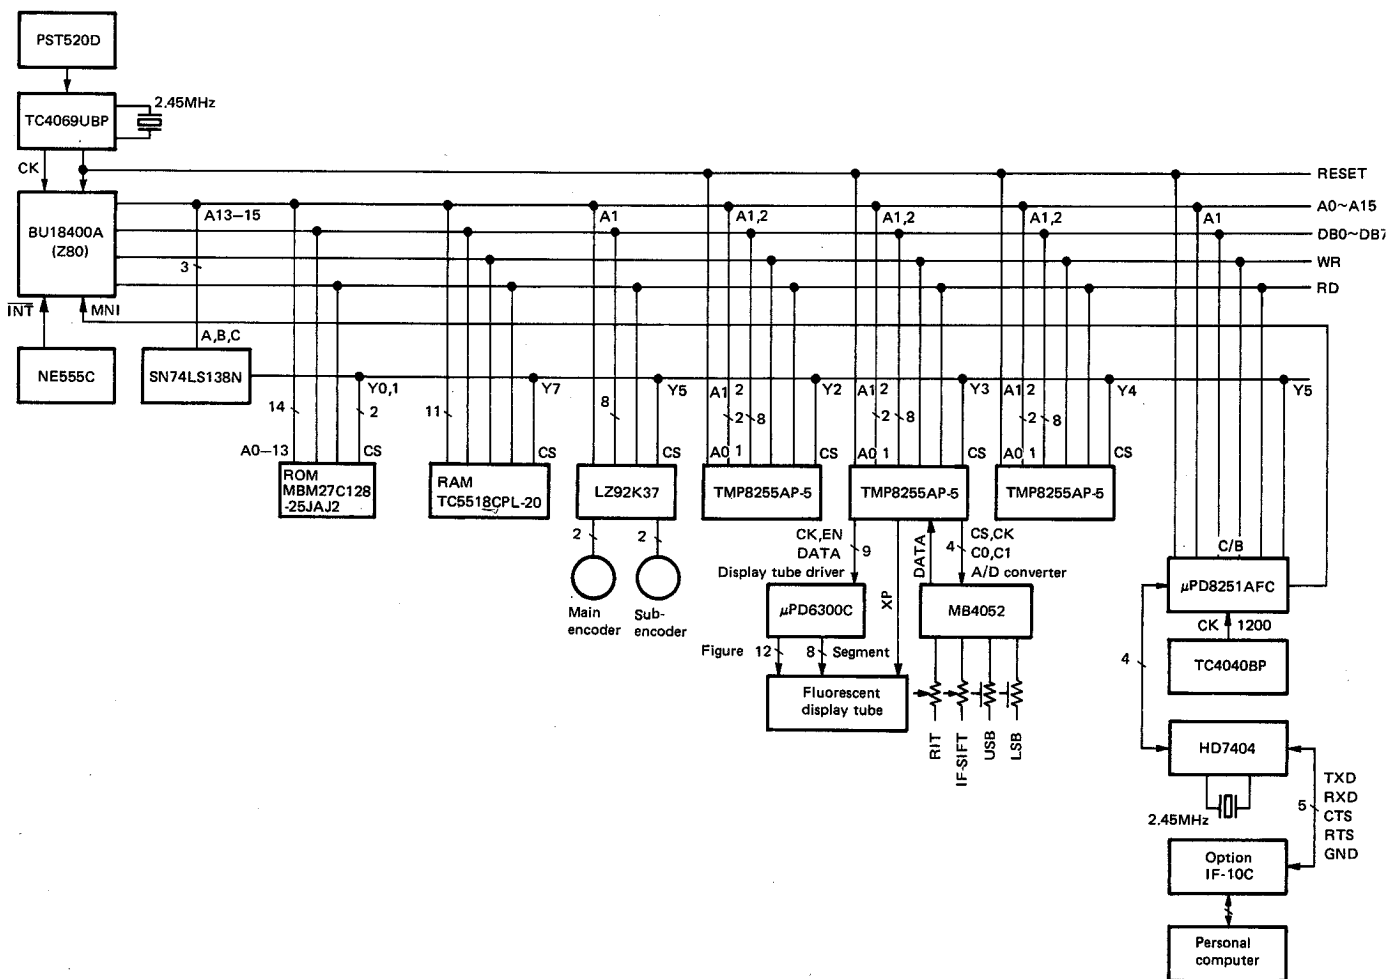 PST520D
TC4069UBP
2.45MHz
CK
RESET
A0~A15
DB0~DB7
WR
RD
BU18400A
(Z80)
A13–15
A1
A1,2
A1,2
A1,2
A1
3
INT
MNI
A,B,C
NE555C
SN74LS138N
Y0,1
Y7
Y5
Y2
Y3
Y4
Y5
14
2
11
8
A1 2
2
8
A1 2
2
8
A1 2
2
8
A0–13
CS
CS
CS
A0 1
CS
A0 1
CS
A0 1
CS
ROM
MBM27C128
-25JAJ2
RAM
TC5518CPL-20
LZ92K37
TMP8255AP-5
TMP8255AP-5
TMP8255AP-5
2
2
Main
encoder
Sub-
encoder
CK,EN
DATA
9
Display tube driver
DATA
4
CS,CK
C0,C1
A/D converter
XP
μPD6300C
MB4052
Figure
12
8
Segment
Fluorescent
display tube
RIT
IF-SIFT
USB
LSB
C/B
μPD8251AFC
CK
1200
TC4040BP
4
HD7404
2.45MHz
5
TXD
RXD
CTS
RTS
GND
Option
IF-10C
Personal
computer